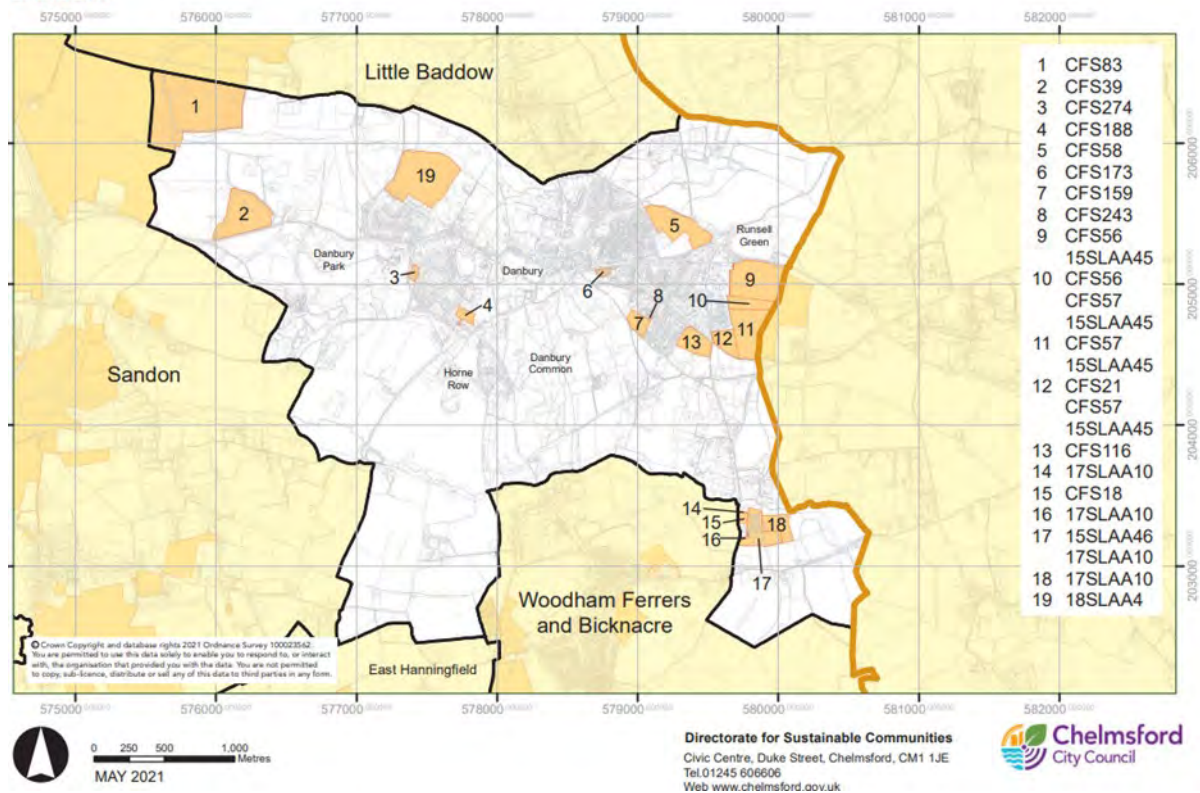 575000
576000
577000
578000
579000
580000
581000
582000
Little Baddow
1
19
2
5
Runsell
Green
Danbury
Park
3
Danbury
6
9
10
4
7
8
11
13
12
Sandon
Horne
Row
Danbury
Common
206000
205000
204000
203000
14
15
16
18
17
Woodham Ferrers
and Bicknacre
East Hanningfield
1 CFS83
2 CFS39
3 CFS274
4 CFS188
5 CFS58
6 CFS173
7 CFS159
8 CFS243
9 CFS56
15SLAA45
10 CFS56
CFS57
15SLAA45
11 CFS57
15SLAA45
12 CFS21
CFS57
15SLAA45
13 CFS116
14 17SLAA10
15 CFS18
16 17SLAA10
17 15SLAA46
17SLAA10
18 17SLAA10
19 18SLAA4
© Crown Copyright and database rights 2021 Ordnance Survey 100023562.
You are permitted to use this data solely to enable you to respond to, or interact
with, the organisation that provided you with the data. You are not permitted
to copy, sub-licence, distribute or sell any of this data to third parties in any form.
575000
576000
577000
578000
579000
580000
581000
582000
0 250 500 1,000
Metres
MAY 2021
Directorate for Sustainable Communities
Civic Centre, Duke Street, Chelmsford, CM1 1JE
Tel.01245 606606
Web www.chelmsford.gov.uk
Chelmsford
City Council